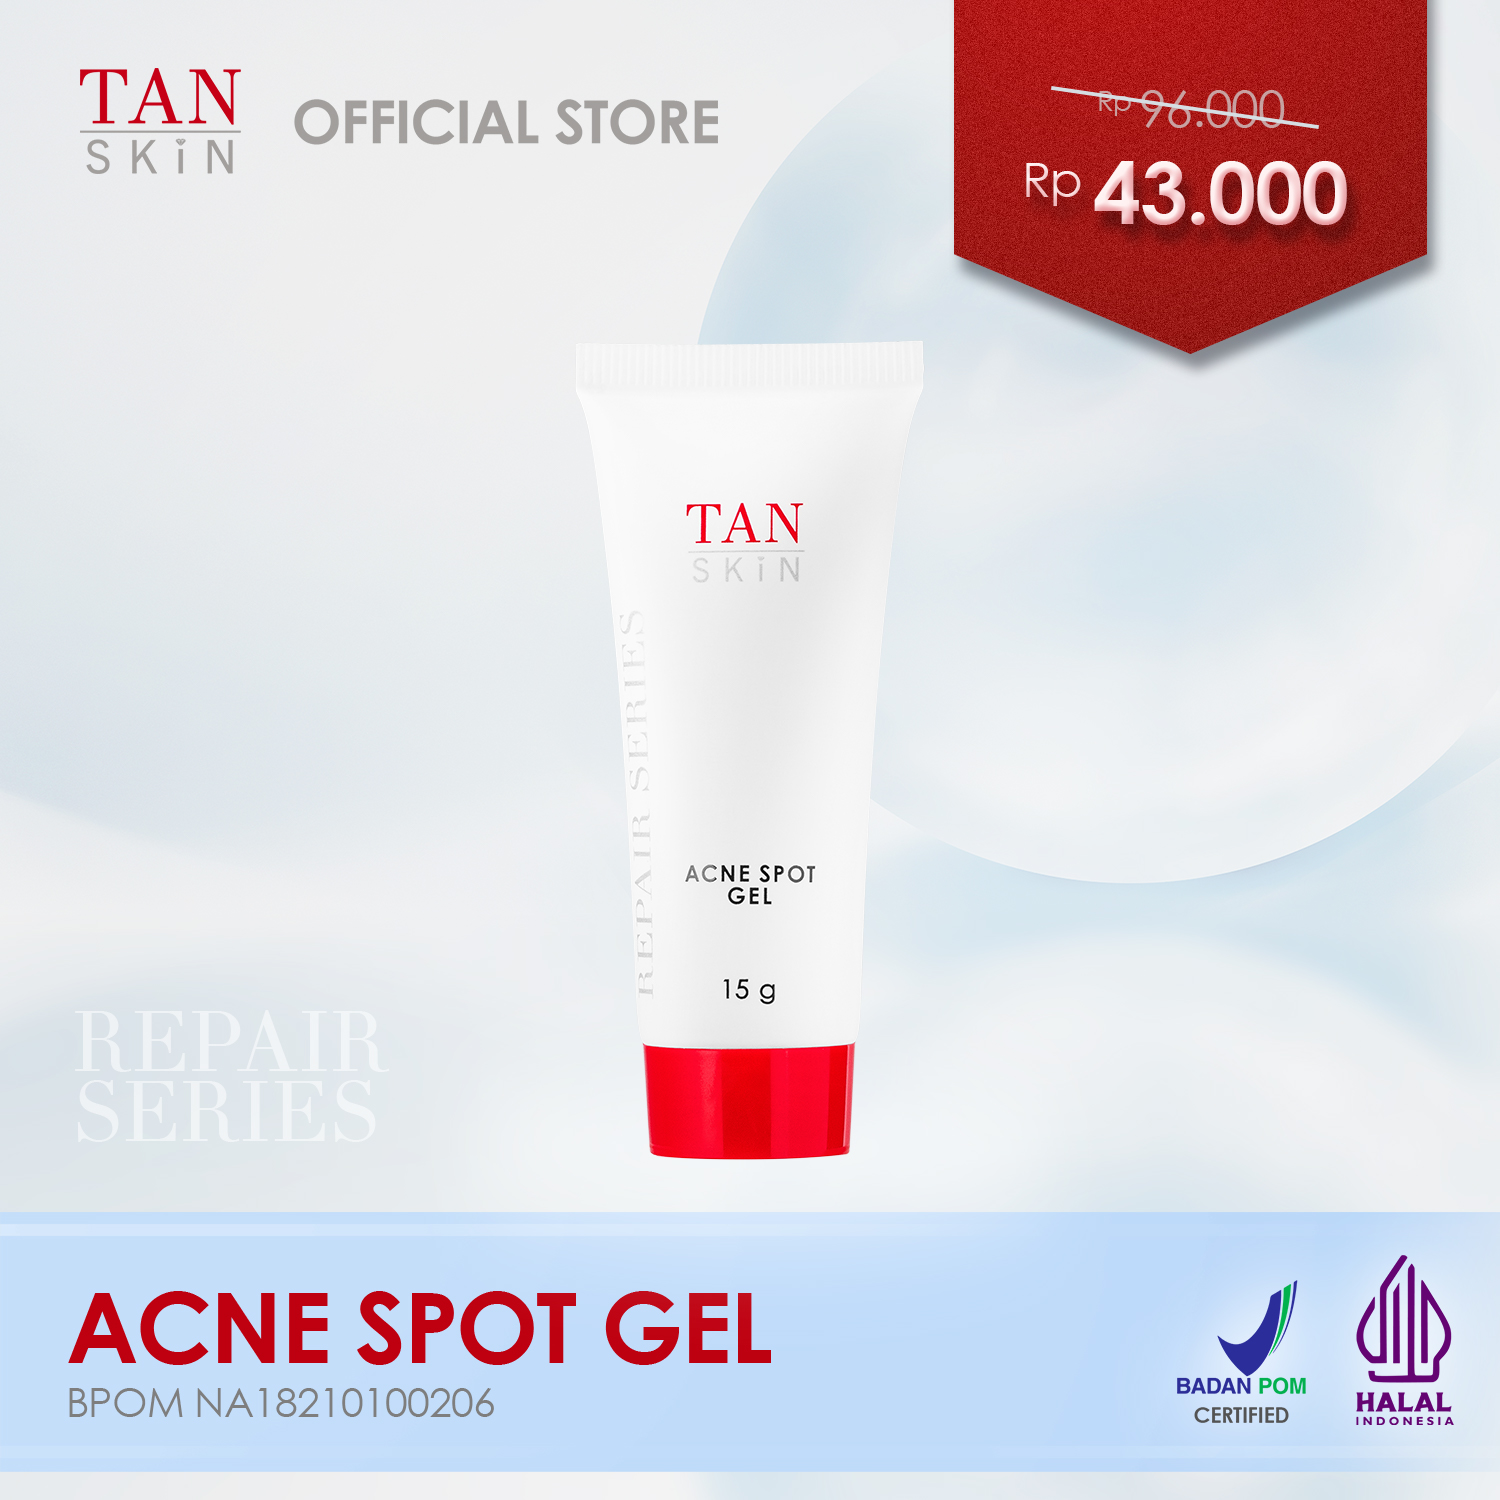 TAN
SKiN
OFFICIAL STORE
Rp 96.000
Rp 43.000
TAN
SKiN
REPAIR SERIES
ACNE SPOT
GEL
15 g
REPAIR
SERIES
ACNE SPOT GEL
BPOM NA18210100206
BADAN POM
CERTIFIED
HALAL
INDONESIA